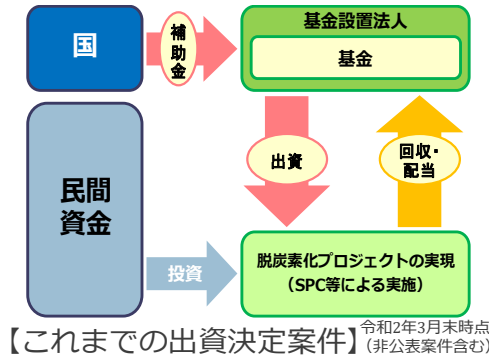 国
補
助
金
基金設置法人
基金
出資
回収・
配当
民間
資金
投資
脱炭素化プロジェクトの実現
（SPC等による実施）
【これまでの出資決定案件】
令和2年3月末時点
（非公表案件含む）